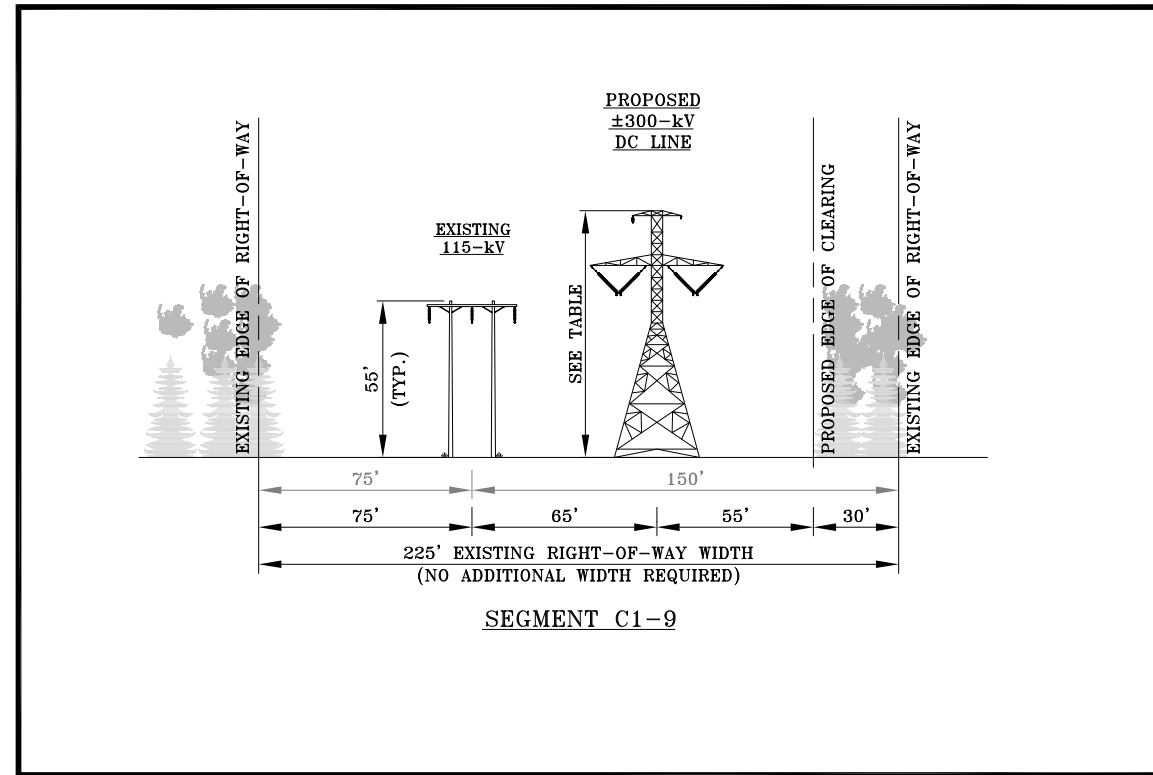 PROPOSED
±300-kV
DC LINE
EXISTING EDGE OF RIGHT-OF-WAY
EXISTING
115-kV
55'
(TYP.)
SEE TABLE
PROPOSED EDGE OF CLEARING
EXISTING EDGE OF RIGHT-OF-WAY
75'
150'
75'
65'
55'
30'
225' EXISTING RIGHT-OF-WAY WIDTH
(NO ADDITIONAL WIDTH REQUIRED)
SEGMENT C1-9